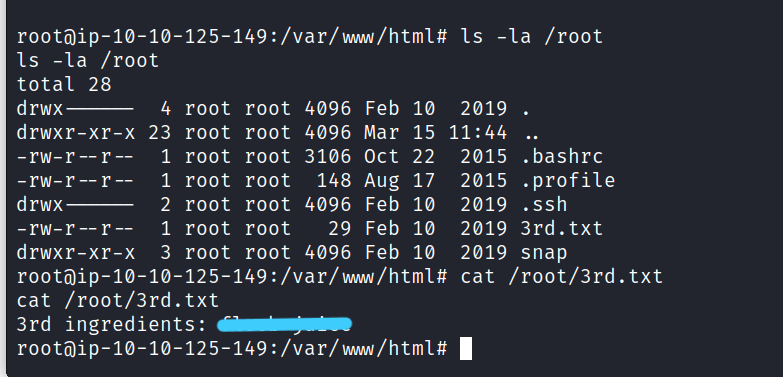 root@ip-10-10-125-149:/var/www/html# ls -la /root
ls -la /root
total 28
drwx------  4 root root 4096 Feb 10  2019 .
drwxr-xr-x 23 root root 4096 Mar 15 11:44 ..
-rw-r--r--  1 root root 3106 Oct 22  2015 .bashrc
-rw-r--r--  1 root root  148 Aug 17  2015 .profile
drwx------  2 root root 4096 Feb 10  2019 .ssh
-rw-r--r--  1 root root   29 Feb 10  2019 3rd.txt
drwxr-xr-x  3 root root 4096 Feb 10  2019 snap
root@ip-10-10-125-149:/var/www/html# cat /root/3rd.txt
cat /root/3rd.txt
3rd ingredients:
root@ip-10-10-125-149:/var/www/html#